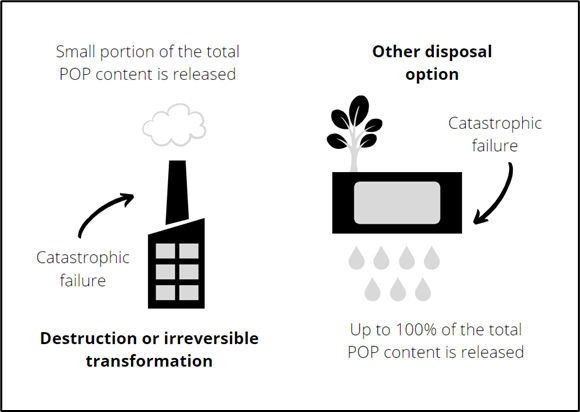 Small portion of the total
POP content is released
Catastrophic
failure
Destruction or irreversible
transformation
Other disposal
option
Catastrophic
failure
Up to 100% of the total
POP content is released